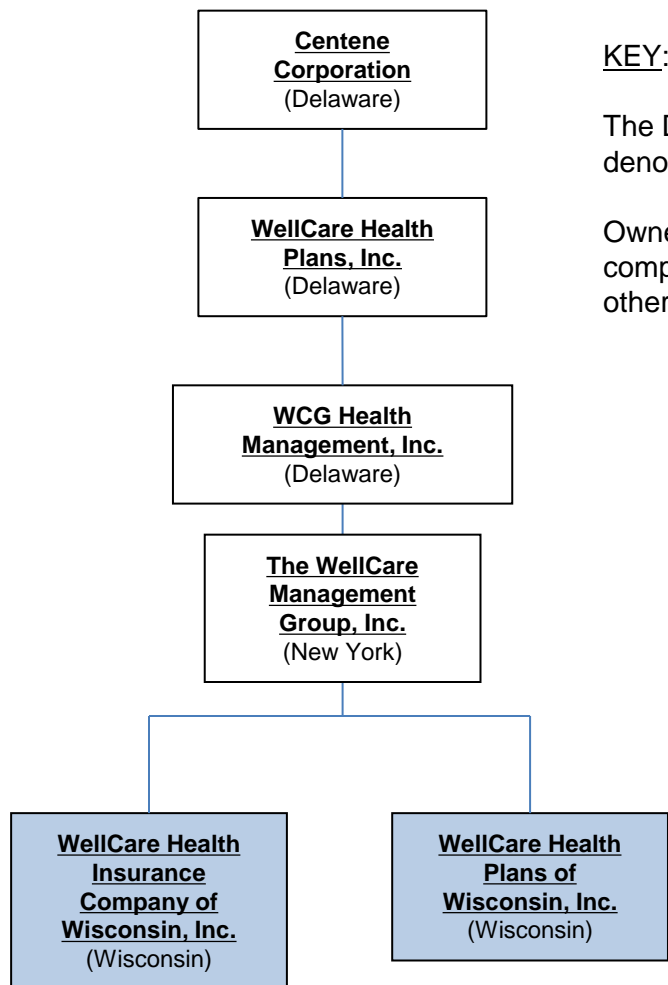 Centene
Corporation
(Delaware)
KEY:
The
WellCare Health
Plans, Inc.
(Delaware)
WCG Health
Management, Inc.
(Delaware)
The WellCare
Management
Group, Inc.
(New York)
WellCare Health
Insurance
Company of
Wisconsin, Inc.
(Wisconsin)
WellCare Health
Plans of
Wisconsin, Inc.
(Wisconsin)